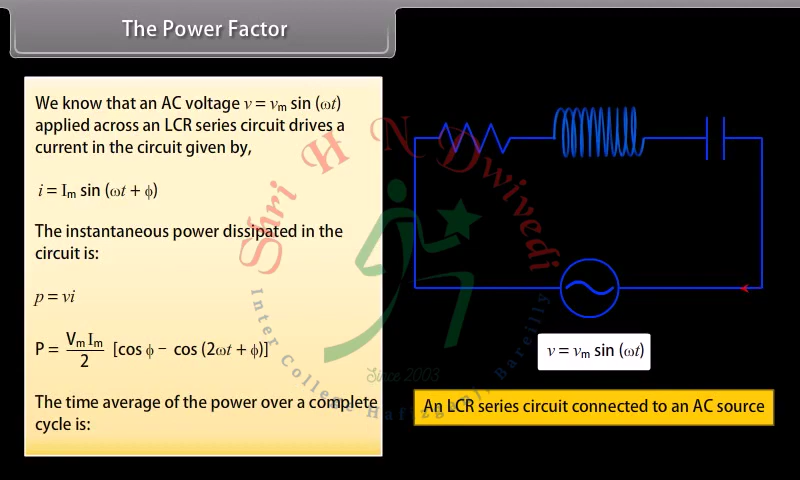 The Power Factor
We know that an AC voltage v = vₘ sin (ωt)
applied across an LCR series circuit drives a
current in the circuit given by,
i = Iₘ sin (ωt + ϕ)
The instantaneous power dissipated in the
circuit is:
p = vi
P = VₘIₘ/2 [cos ϕ − cos (2ωt + ϕ)]
The time average of the power over a complete
cycle is:
v = vₘ sin (ωt)
An LCR series circuit connected to an AC source
Shri H N Dwivedi
Since 2003